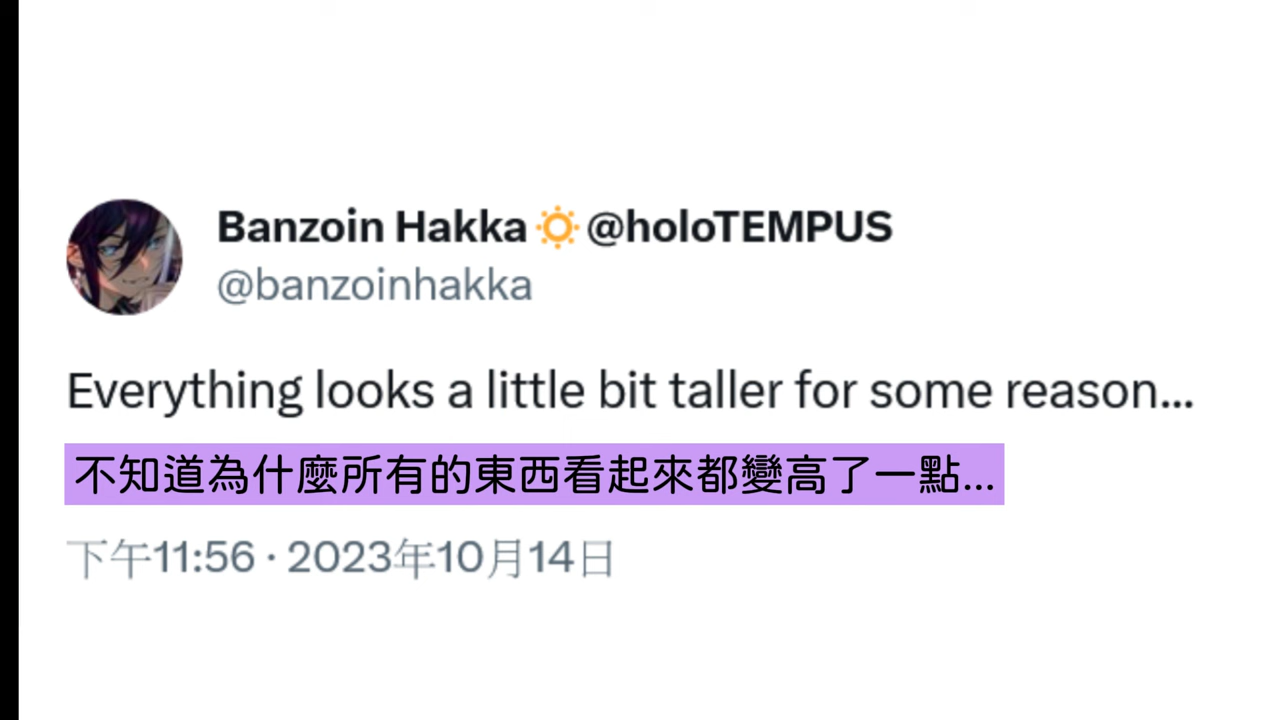 Banzoin Hakka🔅@holoTEMPUS
@banzoinhakka
Everything looks a little bit taller for some reason...
不知道為什麼所有的東西看起來都變高了一點...
下午11:56 · 2023年10月14日